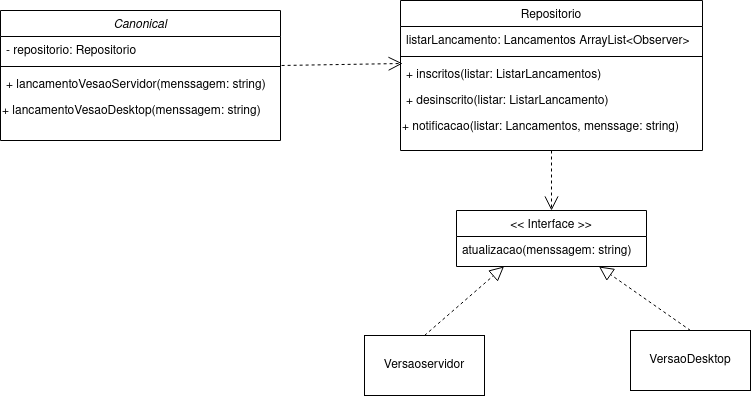 Canonical
- repositorio: Repositorio
+ lancamentoVesaoServidor(menssagem: string)
+ lancamentoVesaoDesktop(menssagem: string)
Repositorio
listarLancamento: Lancamentos ArrayList<Observer>
+ inscritos(listar: ListarLancamentos)
+ desinscrito(listar: ListarLancamento)
+ notificacao(listar: Lancamentos, menssage: string)
<< Interface >>
atualizacao(menssagem: string)
Versaoservidor
VersaoDesktop